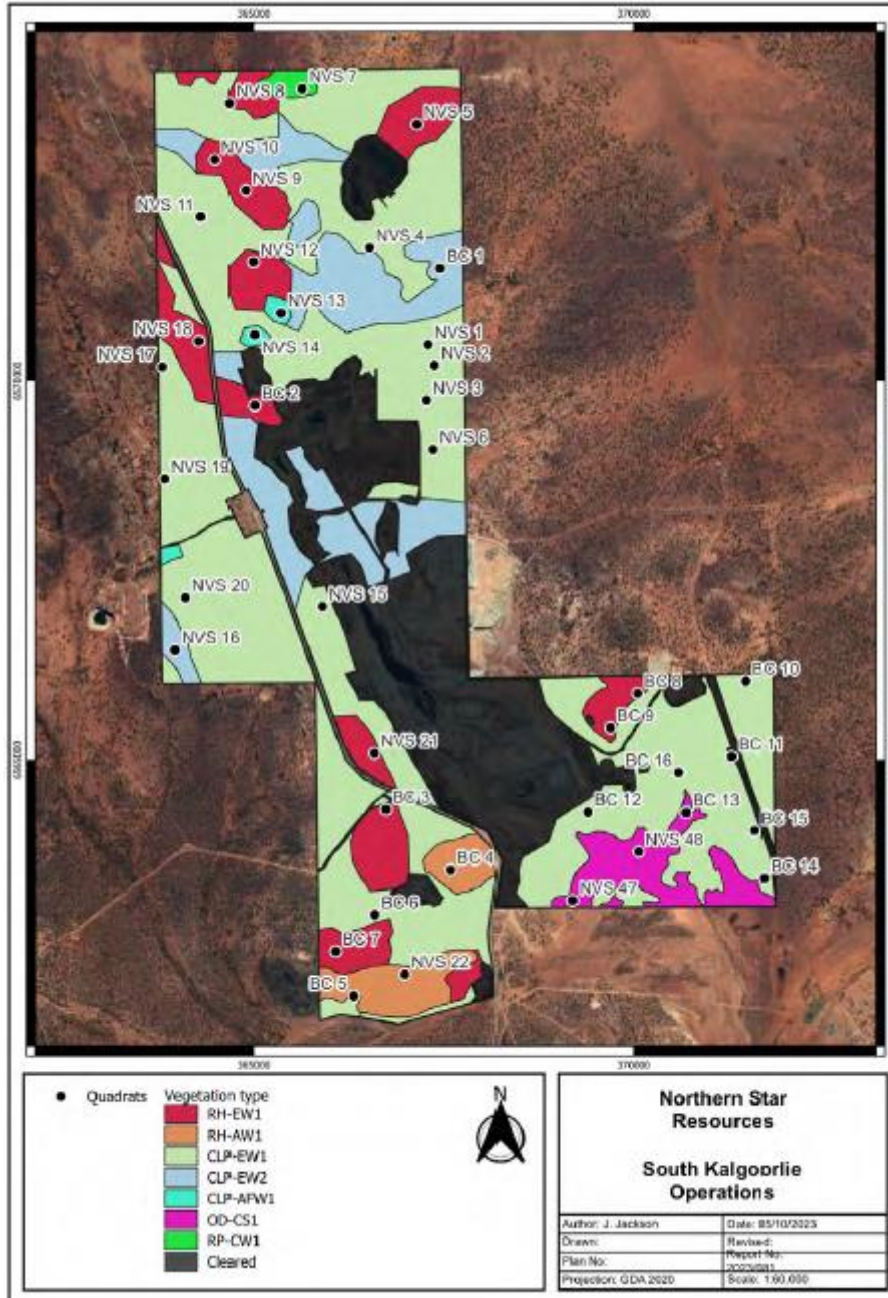 365000
370000
NVS 8
NVS 7
NVS 5
NVS 10
NVS 9
NVS 11
NVS 12
NVS 4
BC 1
NVS 13
NVS 18
NVS 14
NVS 1
NVS 17
NVS 2
6570000
BC 2
NVS 3
NVS 6
NVS 19
NVS 20
NVS 15
NVS 16
BC 8
BC 10
BC 9
NVS 21
BC 11
BC 16
6565000
BC 3
BC 12
BC 13
BC 15
NVS 48
BC 4
BC 14
NVS 47
BC 6
BC 7
NVS 22
BC 5
365000
370000
Quadrats
Vegetation type
RH-EW1
RH-AW1
CLP-EW1
CLP-EW2
CLP-AFW1
OD-CS1
RP-CW1
Cleared
N
Northern Star
Resources
South Kalgoorlie
Operations
Author: J. Jackson
Date: 05/10/2023
Drawn:
Revised:
Plan No:
Report No:
Projection: GDA 2020
Scale: 1:60,000